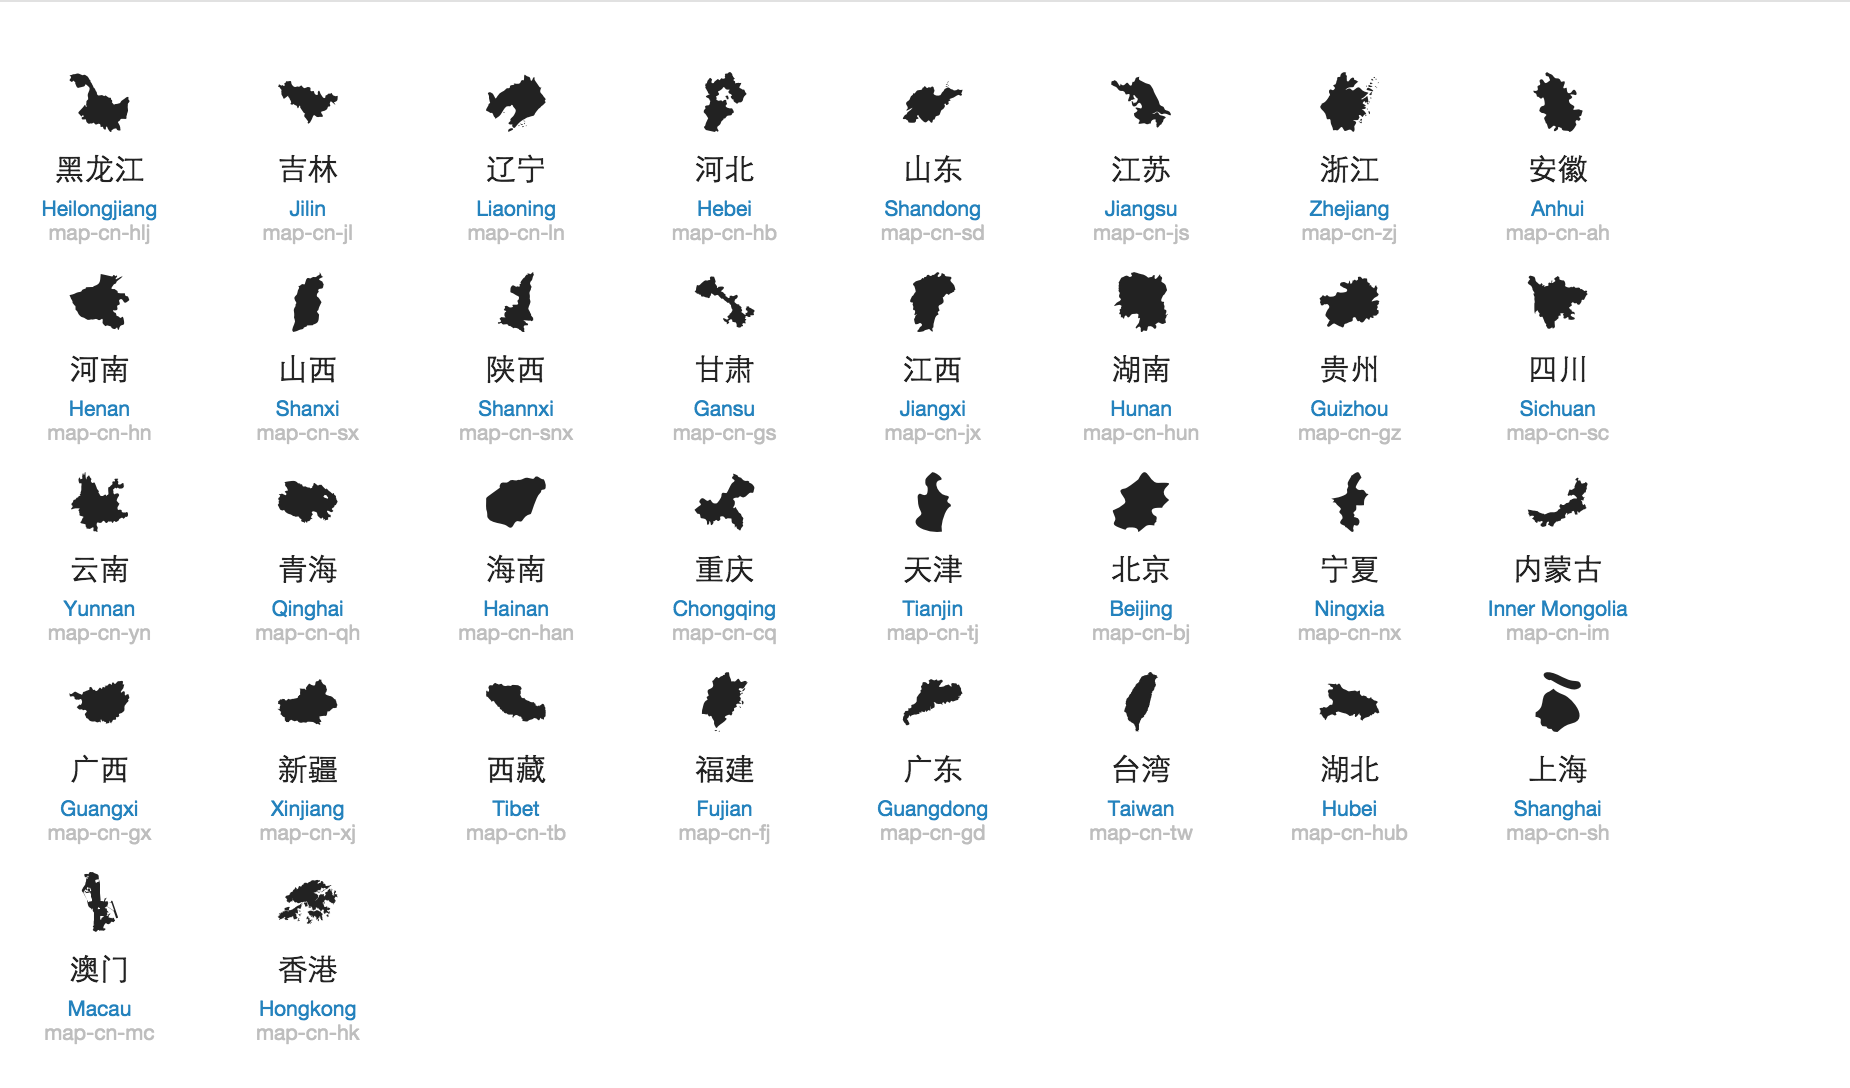 黑龙江 吉林 辽宁 河北 山东 江苏 浙江 安徽
Heilongjiang Jilin Liaoning Hebei Shandong Jiangsu Zhejiang Anhui
map-cn-hlj map-cn-jl map-cn-ln map-cn-hb map-cn-sd map-cn-js map-cn-zj map-cn-ah
河南 山西 陕西 甘肃 江西 湖南 贵州 四川
Henan Shanxi Shannxi Gansu Jiangxi Hunan Guizhou Sichuan
map-cn-hn map-cn-sx map-cn-snx map-cn-gs map-cn-jx map-cn-hun map-cn-gz map-cn-sc
云南 青海 海南 重庆 天津 北京 宁夏 内蒙古
Yunnan Qinghai Hainan Chongqing Tianjin Beijing Ningxia Inner Mongolia
map-cn-yn map-cn-qh map-cn-han map-cn-cq map-cn-tj map-cn-bj map-cn-nx map-cn-im
广西 新疆 西藏 福建 广东 台湾 湖北 上海
Guangxi Xinjiang Tibet Fujian Guangdong Taiwan Hubei Shanghai
map-cn-gx map-cn-xj map-cn-tb map-cn-fj map-cn-gd map-cn-tw map-cn-hub map-cn-sh
澳门 香港
Macau Hongkong
map-cn-mc map-cn-hk